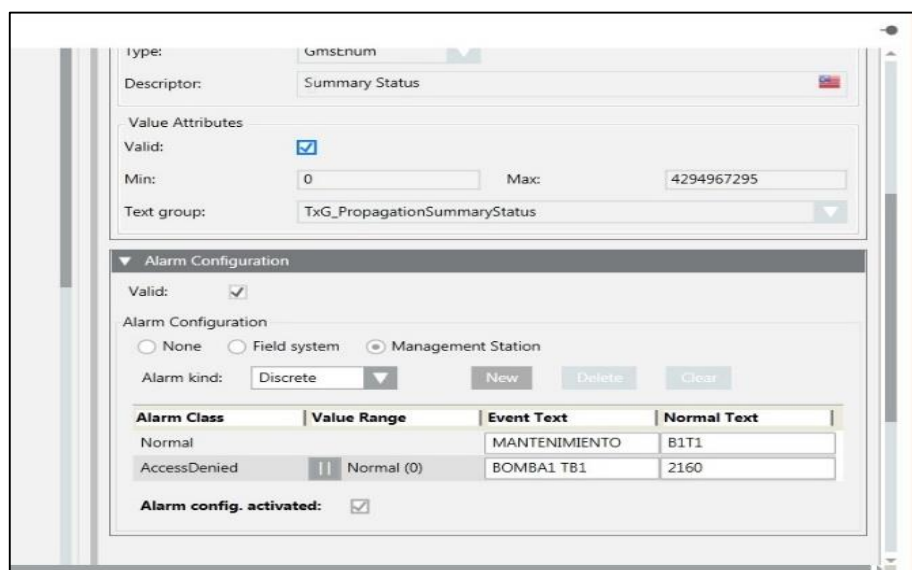 Type: GmsEnum
Descriptor: Summary Status
Value Attributes
Valid:
Min: 0 Max: 4294967295
Text group: TxG_PropagationSummaryStatus
Alarm Configuration
Valid:
Alarm Configuration
None Field system Management Station
Alarm kind: Discrete New Delete Clear
Alarm Class Value Range Event Text Normal Text
Normal MANTENIMIENTO B1T1
AccessDenied Normal (0) BOMBA1 TB1 2160
Alarm config. activated: